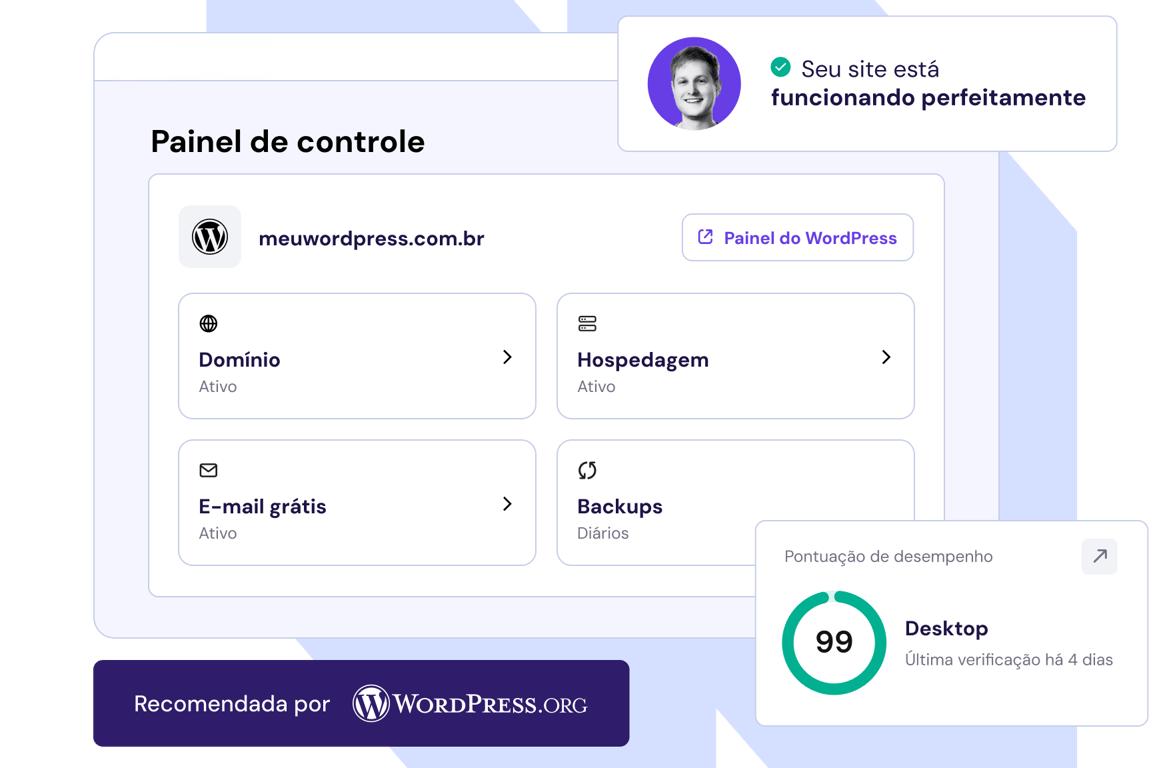 Seu site está
funcionando perfeitamente
Painel de controle
meuwordpress.com.br
Painel do WordPress
Domínio
Ativo
Hospedagem
Ativo
E-mail grátis
Ativo
Backups
Diários
Pontuação de desempenho
99
Desktop
Última verificação há 4 dias
Recomendada por
WORDPRESS.ORG